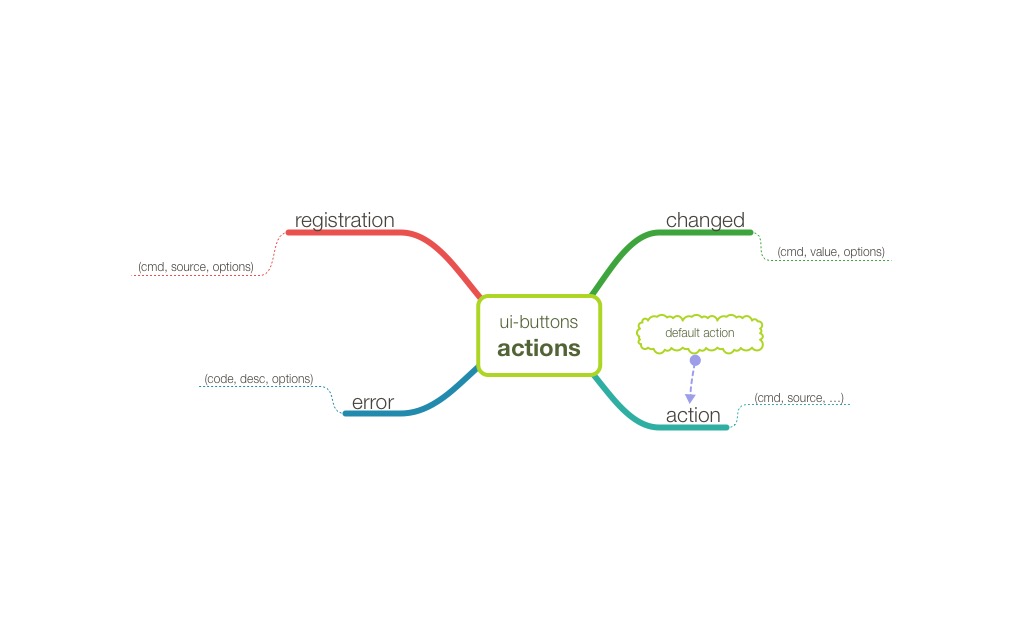 registration
changed
(cmd, value, options)
(cmd, source, options)
ui-buttons
actions
default action
(code, desc, options)
error
(cmd, source, ...)
action